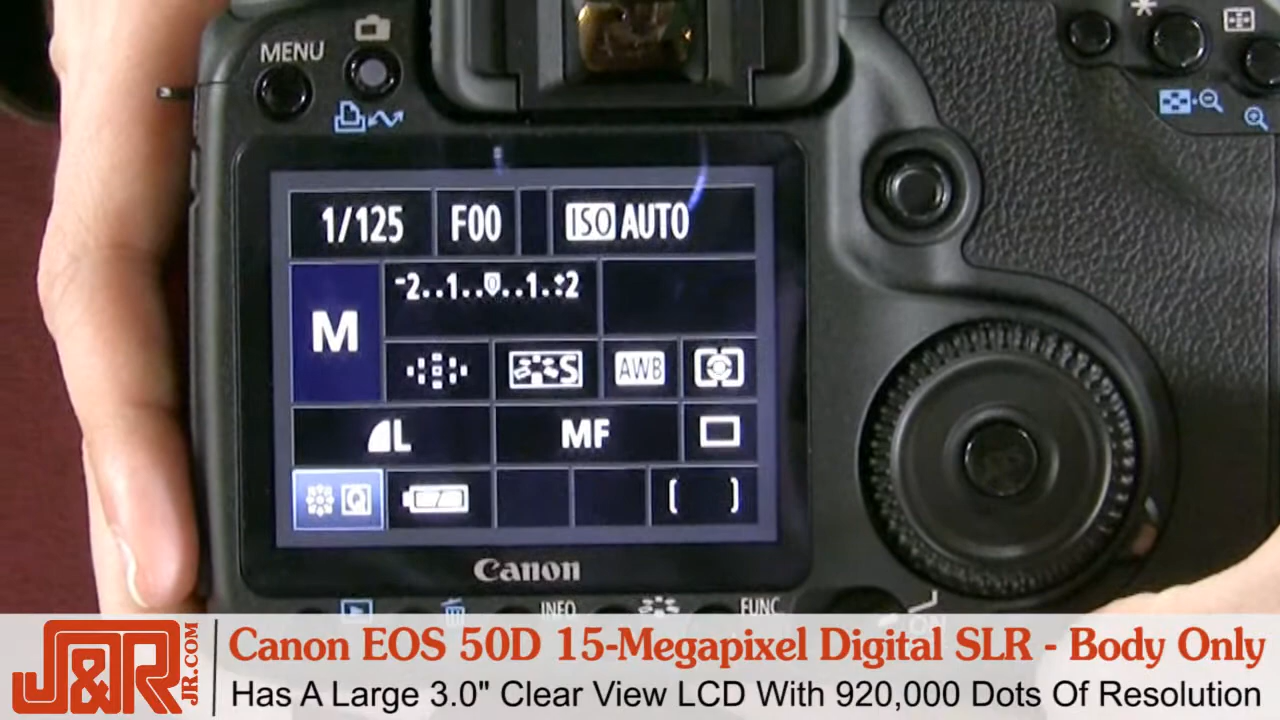 MENU
1/125 F00 ISO AUTO
-2..1..0..1..+2
M
S AWB
L MF
Q
[ ]
Canon
INFO FUNC
ON
J&R JR.COM
Canon EOS 50D 15-Megapixel Digital SLR - Body Only
Has A Large 3.0" Clear View LCD With 920,000 Dots Of Resolution